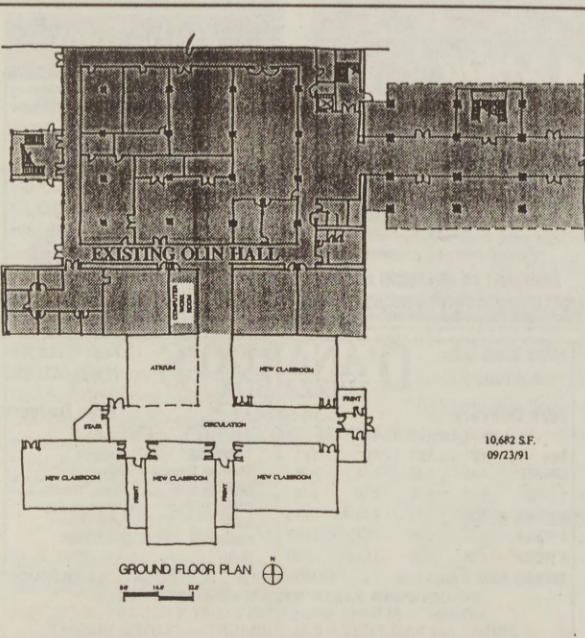 EXISTING OLIN HALL
COMPUTER
WORK
ROOM
ATRIUM
NEW CLASSROOM
PRINT
STAIR
CIRCULATION
10,682 S.F.
09/23/91
NEW CLASSROOM
PRINT
NEW CLASSROOM
PRINT
NEW CLASSROOM
GROUND FLOOR PLAN
N